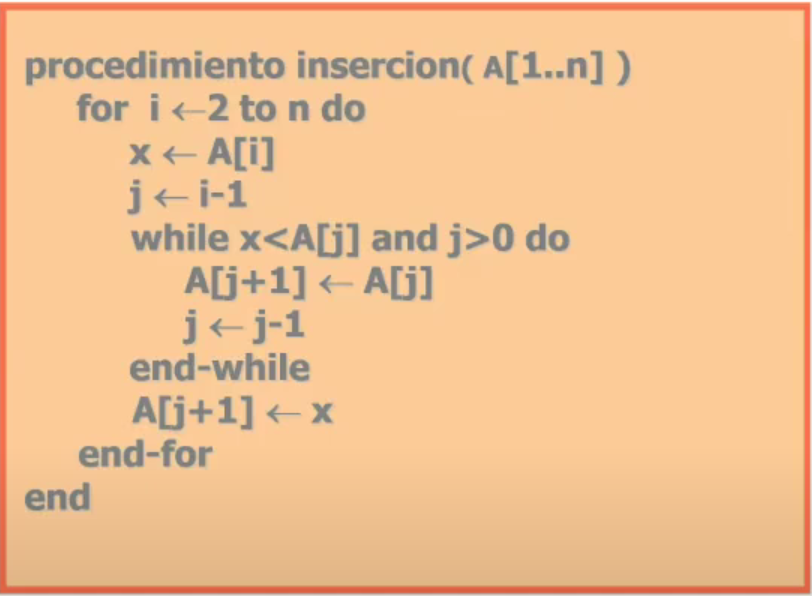 procedimiento insercion( A[1..n] )
for i ←2 to n do
x ← A[i]
j ← i-1
while x<A[j] and j>0 do
A[j+1] ← A[j]
j ← j-1
end-while
A[j+1] ← x
end-for
end